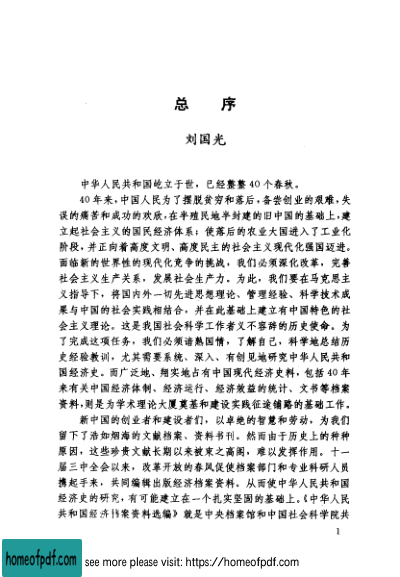 总 序
刘国光
中华人民共和国屹立于世，已经整整40个春秋。
40年来，中国人民为了摆脱贫穷和落后，备尝创业的艰难，失
误的痛苦和成功的欢欣，在半殖民地半封建的旧中国的基础上，建
立起社会主义的国民经济体系；使落后的农业大国进入了工业化
阶段，并正向着高度文明、高度民主的社会主义现代化强国迈进。
面临新的世界性的现代化竞争的挑战，我们必须深化改革，完善
社会主义生产关系，发展社会生产力。为此，我们要在马克思主
义指导下，将国内外一切先进思想理论、管理经验、科学技术成
果与中国的社会实践相结合，并在此基础上建立有中国特色的社
会主义理论。这是我国社会科学工作者义不容辞的历史使命。为
了完成这项任务，我们必须谙熟国情，了解自己，科学地总结历
史经验教训，尤其需要系统、深入、有创见地研究中华人民共和
国经济史。而广泛地、翔实地占有中国现代经济史料，包括40
年来有关中国经济体制、经济运行、经济效益的统计、文书等档案
资料，则是为学术理论大厦奠基和建设实践征途铺路的基础工作。
新中国的创业者和建设者们，以卓绝的智慧和劳动，为我们
留下了浩如烟海的文献档案、资料书刊。然而由于历史上的种种
原因，这些珍贵文献长期以来被束之高阁，难以发挥作用。十一
届三中全会以来，改革开放的春风促使档案部门和专业科研人员
携起手来，共同编辑出版经济档案资料。从而使中华人民共和国
经济史的研究，有可能建立在一个扎实坚固的基础上。《中华人民
共和国经济档案资料选编》就是中央档案馆和中国社会科学院共
1
homeofpdf.com
see more please visit: https://homeofpdf.com